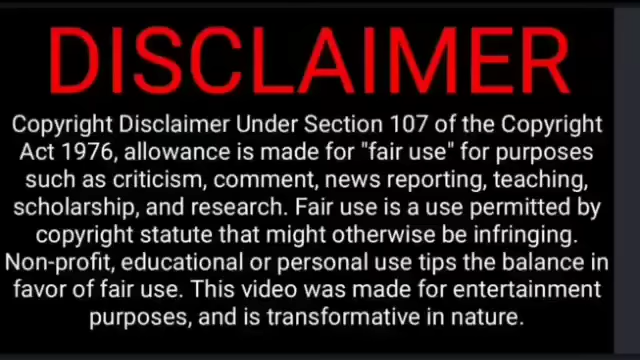 DISCLAIMER
Copyright Disclaimer Under Section 107 of the Copyright
Act 1976, allowance is made for "fair use" for purposes
such as criticism, comment, news reporting, teaching,
scholarship, and research. Fair use is a use permitted by
copyright statute that might otherwise be infringing.
Non-profit, educational or personal use tips the balance in
favor of fair use. This video was made for entertainment
purposes, and is transformative in nature.